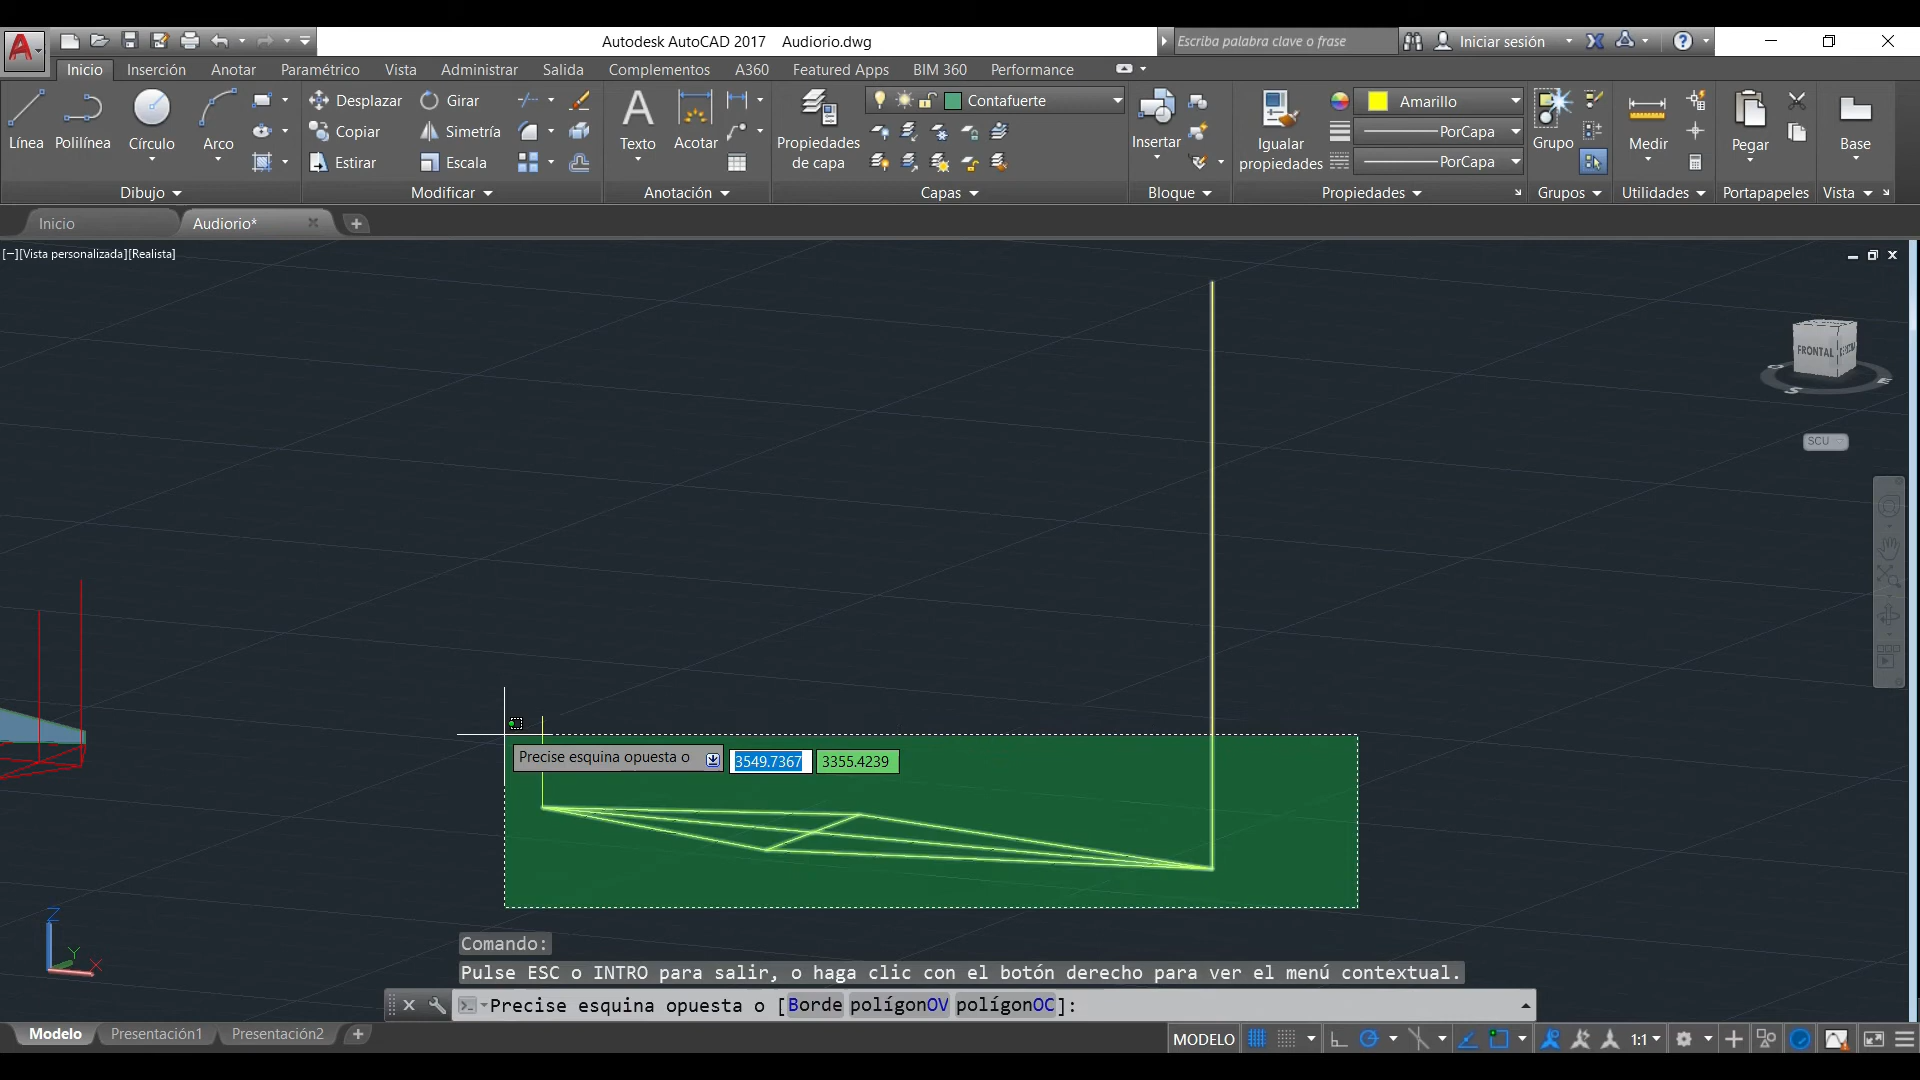 Autodesk AutoCAD 2017 Audiorio.dwg
Escriba palabra clave o frase
Iniciar sesión
Inicio Inserción Anotar Paramétrico Vista Administrar Salida Complementos A360 Featured Apps BIM 360 Performance
Línea
Polilínea
Círculo
Arco
Desplazar
Girar
Copiar
Simetría
Estirar
Escala
Texto
Acotar
Propiedades
de capa
Contafuerte
Insertar
Igualar
propiedades
Amarillo
PorCapa
PorCapa
Grupo
Medir
Pegar
Base
Dibujo Modificar Anotación Capas Bloque Propiedades Grupos Utilidades Portapapeles Vista
Inicio
Audiorio*
[−][Vista personalizada][Realista]
FRONTAL
S
E
SCU
Precise esquina opuesta o
3549.7367
3355.4239
Z
Y
X
Comando:
Pulse ESC o INTRO para salir, o haga clic con el botón derecho para ver el menú contextual.
Precise esquina opuesta o [Borde polígonOV polígonOC]:
Modelo Presentación1 Presentación2
MODELO
1:1